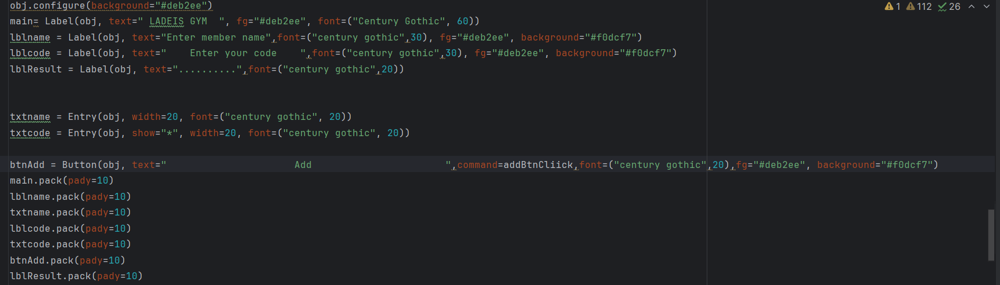 obj.configure(background="#deb2ee")
1 112 26
main= Label(obj, text=" LADEIS GYM  ", fg="#deb2ee", font=("Century Gothic", 60))
lblname = Label(obj, text="Enter member name",font=("century gothic",30), fg="#deb2ee", background="#f0dcf7")
lblcode = Label(obj, text="    Enter your code    ",font=("century gothic",30), fg="#deb2ee", background="#f0dcf7")
lblResult = Label(obj, text="..........",font=("century gothic",20))
txtname = Entry(obj, width=20, font=("century gothic", 20))
txtcode = Entry(obj, show="*", width=20, font=("century gothic", 20))
btnAdd = Button(obj, text="                      Add                       ",command=addBtnCliick,font=("century gothic",20),fg="#deb2ee", background="#f0dcf7")
main.pack(pady=10)
lblname.pack(pady=10)
txtname.pack(pady=10)
lblcode.pack(pady=10)
txtcode.pack(pady=10)
btnAdd.pack(pady=10)
lblResult.pack(pady=10)